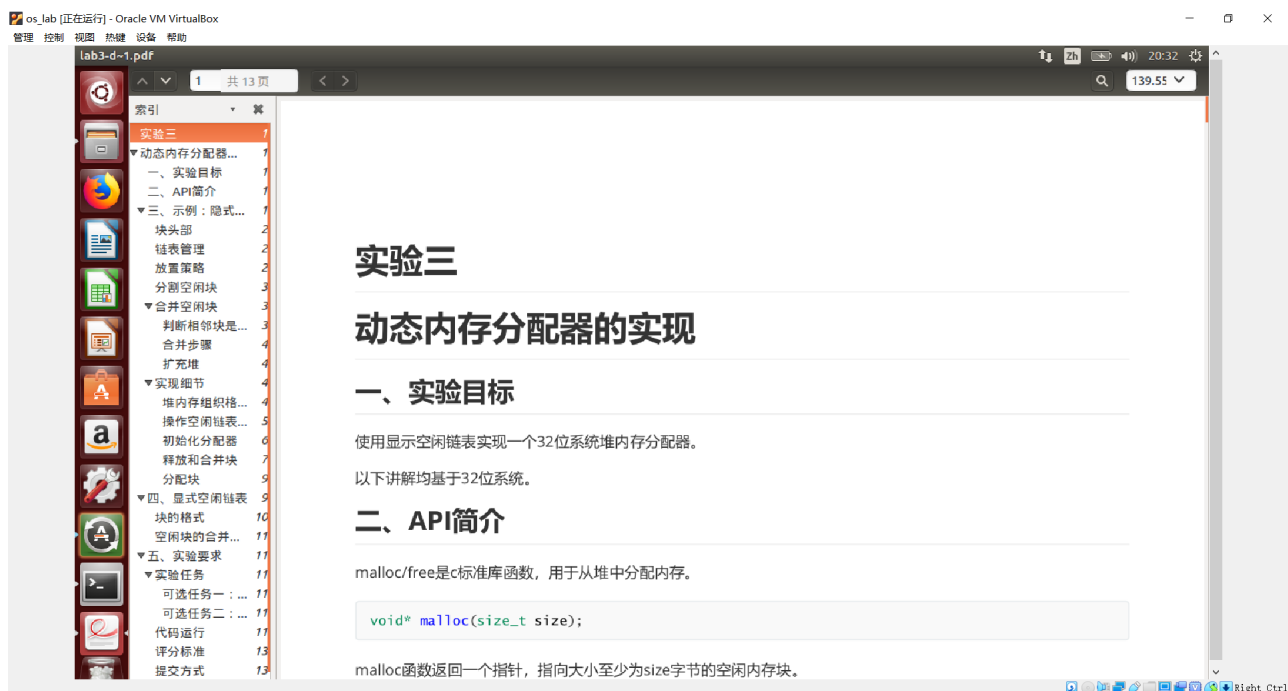 os_lab [正在运行] - Oracle VM VirtualBox
管理 控制 视图 热键 设备 帮助
lab3-d~1.pdf
Zh
20:32
1 共 13 页
139.55
索引
实验三 1
动态内存分配器... 1
一、实验目标 1
二、API简介 1
三、示例：隐式... 1
块头部 2
链表管理 2
放置策略 2
分割空闲块 3
合并空闲块 3
判断相邻块是... 3
合并步骤 4
扩充堆 4
实现细节 4
堆内存组织格... 4
操作空闲链表... 5
初始化分配器 6
释放和合并块 7
分配块 9
四、显式空闲链表 9
块的格式 10
空闲块的合并... 11
五、实验要求 11
实验任务 11
可选任务一：... 11
可选任务二：... 11
代码运行 11
评分标准 13
提交方式 13
实验三
动态内存分配器的实现
一、实验目标
使用显示空闲链表实现一个32位系统堆内存分配器。
以下讲解均基于32位系统。
二、API简介
malloc/free是c标准库函数，用于从堆中分配内存。
void* malloc(size_t size);
malloc函数返回一个指针，指向大小至少为size字节的空闲内存块。
Right Ctrl